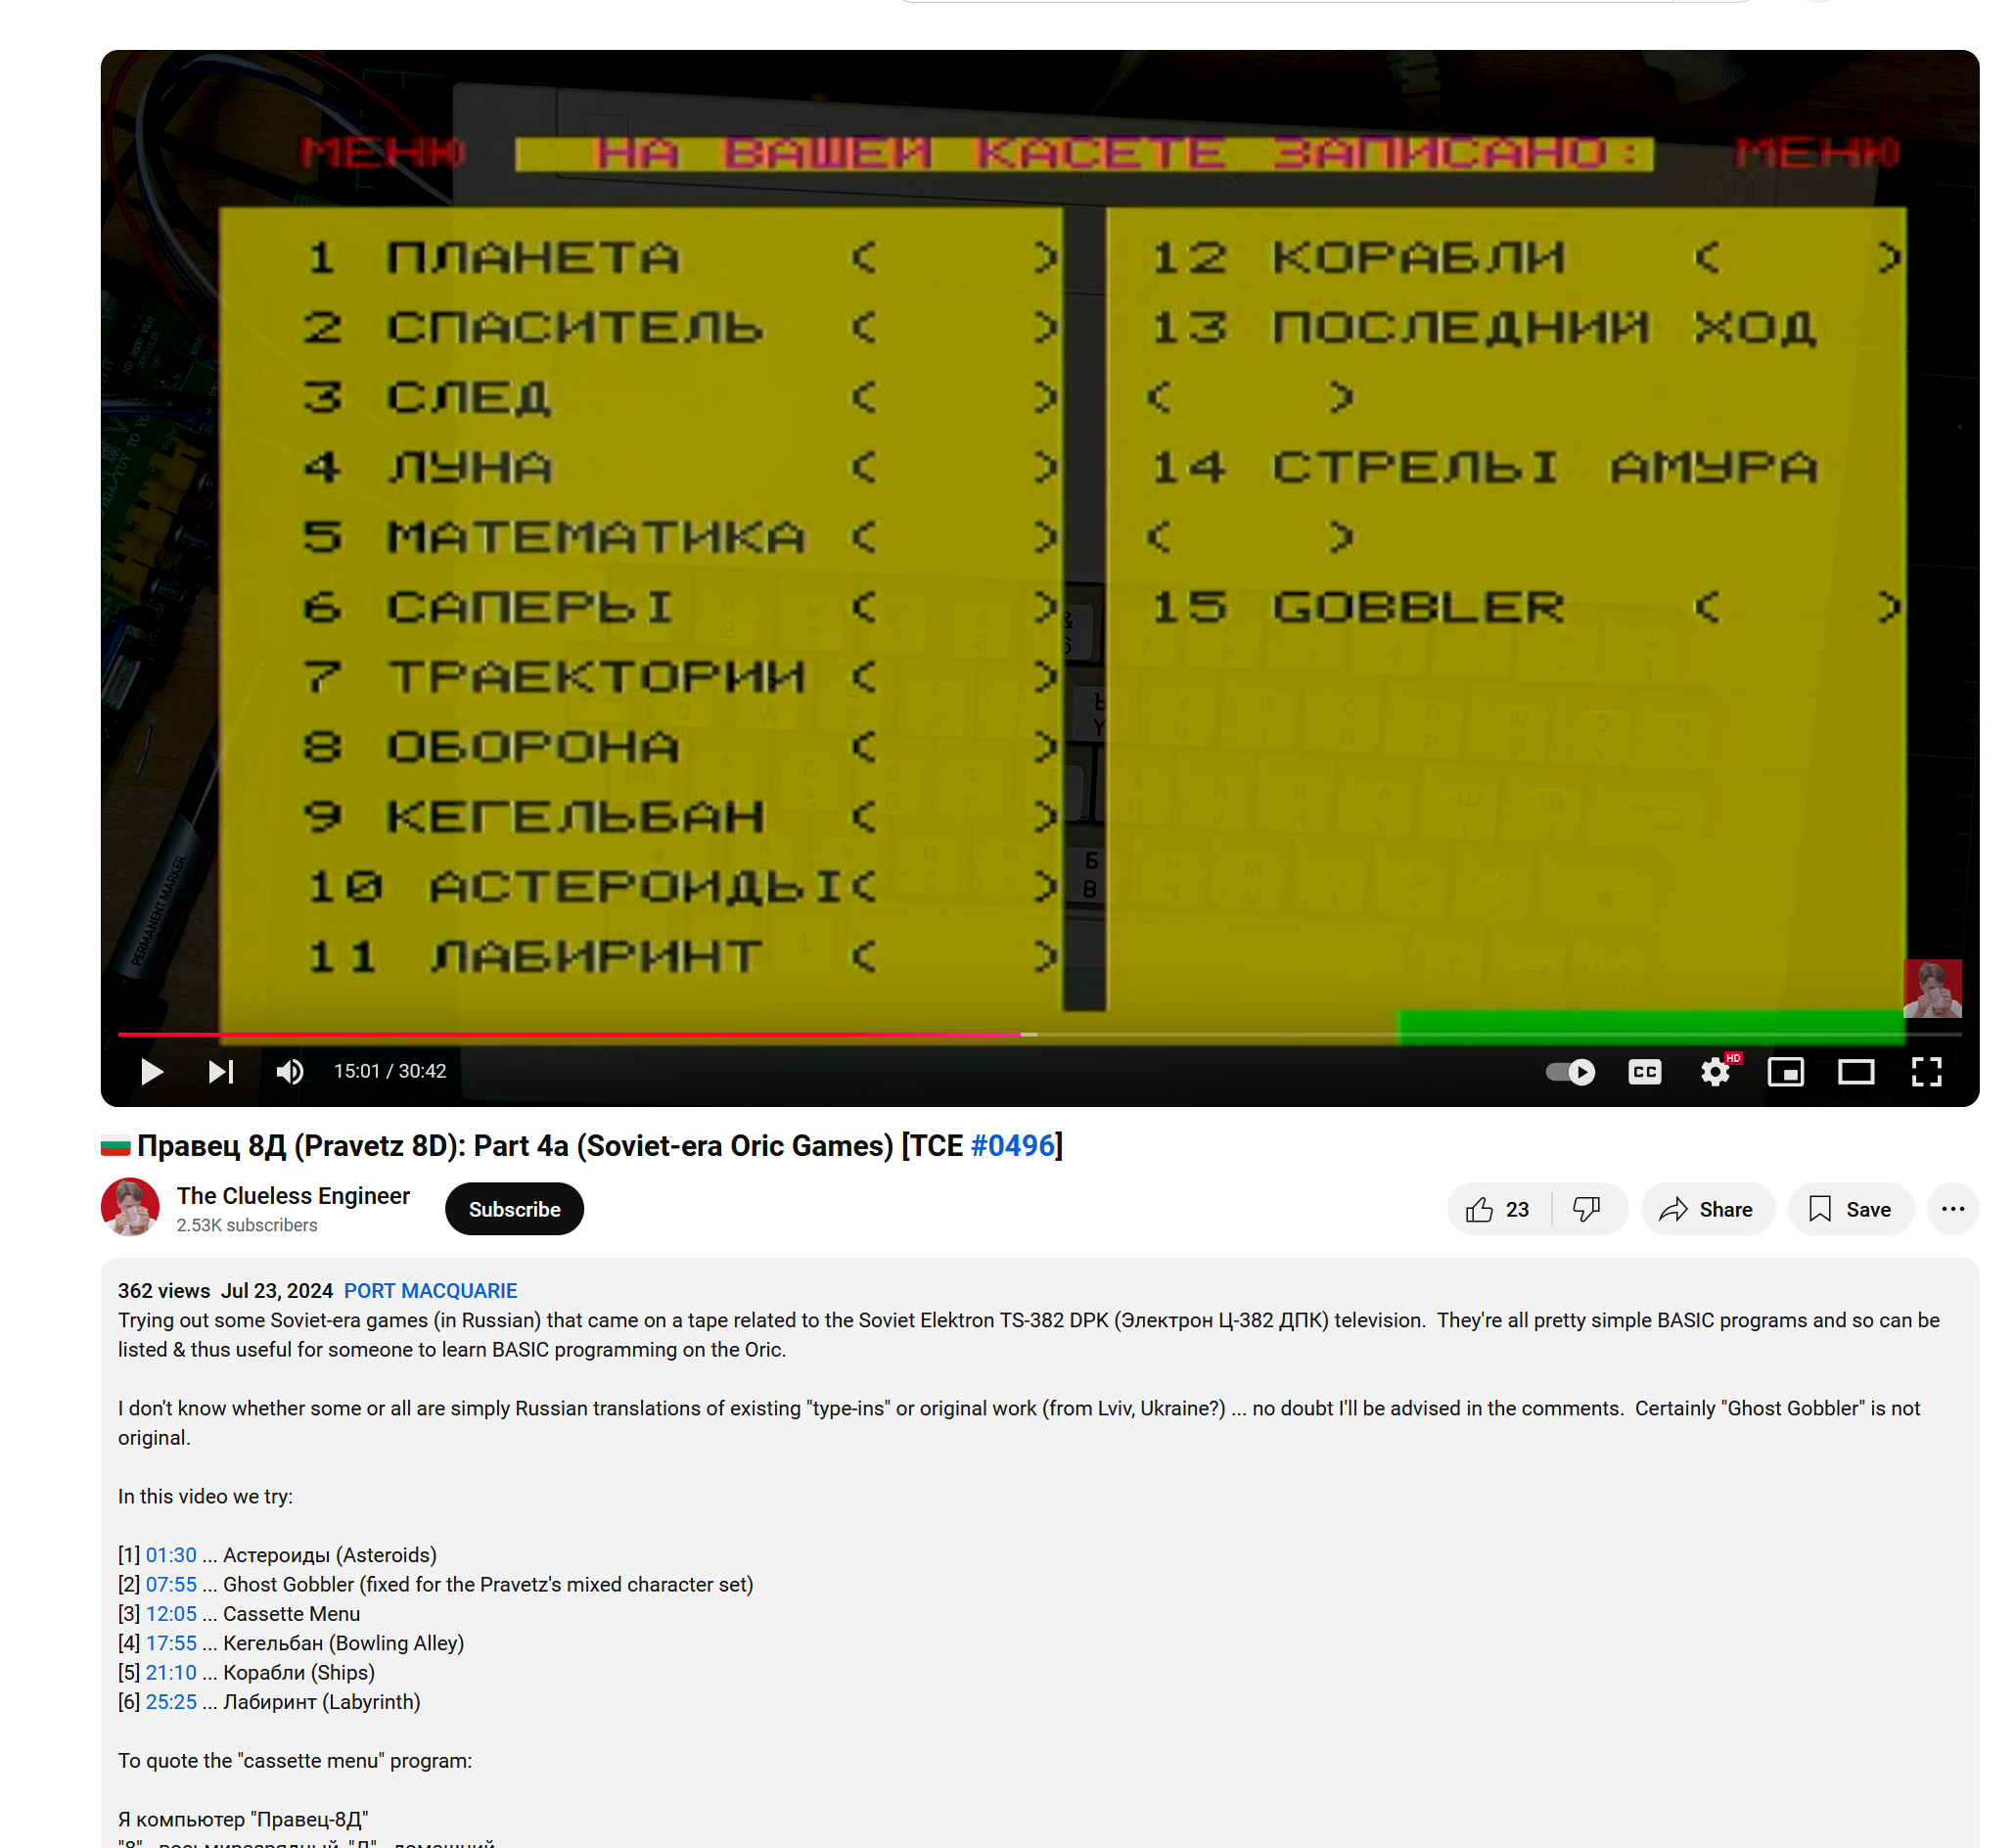 МЕНЮ НА ВАШЕЙ КАСЕТЕ ЗАПИСАНО: МЕНЮ
1 ПЛАНЕТА < >
2 СПАСИТЕЛЬ < >
3 СЛЕД < >
4 ЛУНА < >
5 МАТЕМАТИКА < >
6 САПЕРЫ < >
7 ТРАЕКТОРИИ < >
8 ОБОРОНА < >
9 КЕГЕЛЬБАН < >
10 АСТЕРОИДЫ< >
11 ЛАБИРИНТ < >
12 КОРАБЛИ < >
13 ПОСЛЕДНИЙ ХОД
< >
14 СТРЕЛЫ АМУРА
< >
15 GOBBLER < >
PERMANENT MARKER
15:01 / 30:42
CC
HD
Правец 8Д (Pravetz 8D): Part 4a (Soviet-era Oric Games) [TCE #0496]
The Clueless Engineer
2.53K subscribers
Subscribe
23
Share
Save
362 views Jul 23, 2024 PORT MACQUARIE
Trying out some Soviet-era games (in Russian) that came on a tape related to the Soviet Elektron TS-382 DPK (Электрон Ц-382 ДПК) television. They're all pretty simple BASIC programs and so can be
listed & thus useful for someone to learn BASIC programming on the Oric.
I don't know whether some or all are simply Russian translations of existing "type-ins" or original work (from Lviv, Ukraine?) ... no doubt I'll be advised in the comments. Certainly "Ghost Gobbler" is not
original.
In this video we try:
[1] 01:30 ... Астероиды (Asteroids)
[2] 07:55 ... Ghost Gobbler (fixed for the Pravetz's mixed character set)
[3] 12:05 ... Cassette Menu
[4] 17:55 ... Кегельбан (Bowling Alley)
[5] 21:10 ... Корабли (Ships)
[6] 25:25 ... Лабиринт (Labyrinth)
To quote the "cassette menu" program:
Я компьютер "Правец-8Д"